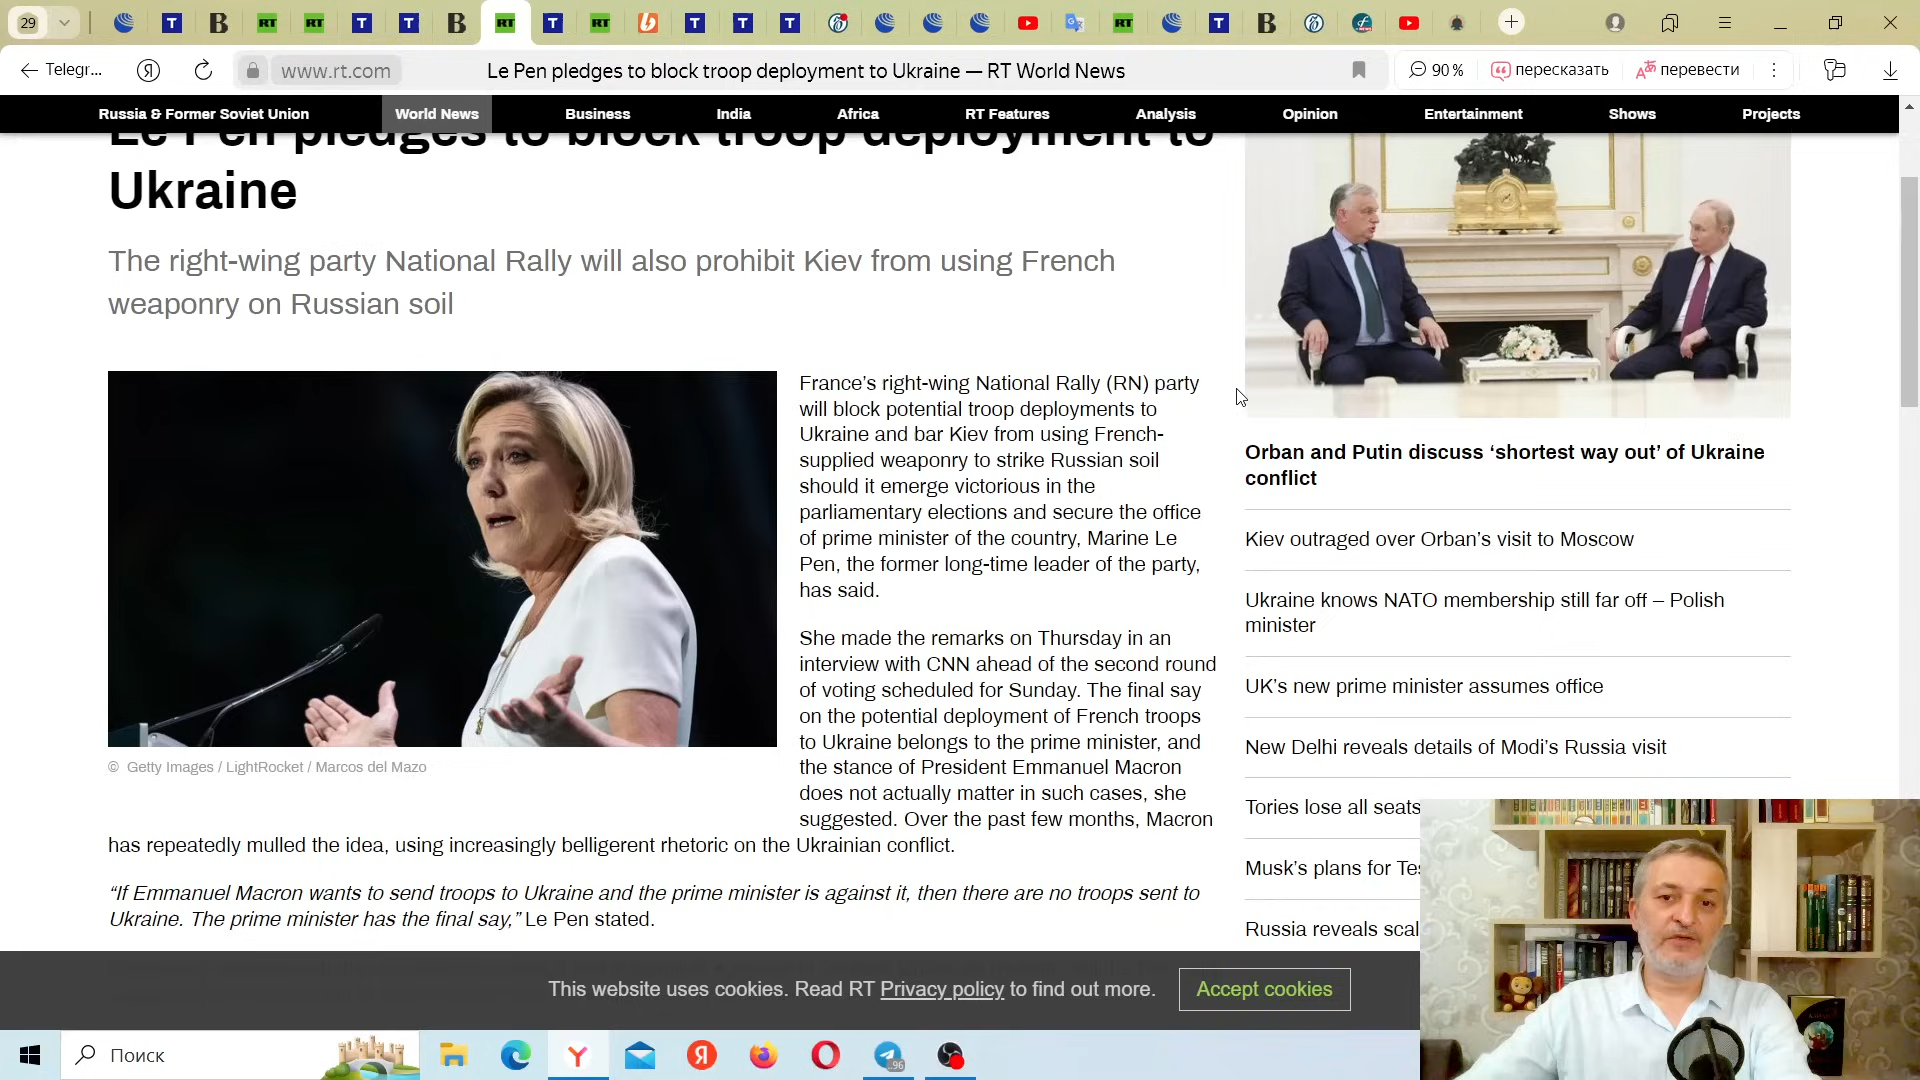 29
Telegr...
www.rt.com
Le Pen pledges to block troop deployment to Ukraine — RT World News
90 %
пересказать
перевести
Russia & Former Soviet Union
World News
Business
India
Africa
RT Features
Analysis
Opinion
Entertainment
Shows
Projects
Le Pen pledges to block troop deployment to
Ukraine
The right-wing party National Rally will also prohibit Kiev from using French
weaponry on Russian soil
France’s right-wing National Rally (RN) party
will block potential troop deployments to
Ukraine and bar Kiev from using French-
supplied weaponry to strike Russian soil
should it emerge victorious in the
parliamentary elections and secure the office
of prime minister of the country, Marine Le
Pen, the former long-time leader of the party,
has said.
She made the remarks on Thursday in an
interview with CNN ahead of the second round
of voting scheduled for Sunday. The final say
on the potential deployment of French troops
to Ukraine belongs to the prime minister, and
the stance of President Emmanuel Macron
does not actually matter in such cases, she
suggested. Over the past few months, Macron
has repeatedly mulled the idea, using increasingly belligerent rhetoric on the Ukrainian conflict.
© Getty Images / LightRocket / Marcos del Mazo
“If Emmanuel Macron wants to send troops to Ukraine and the prime minister is against it, then there are no troops sent to
Ukraine. The prime minister has the final say,” Le Pen stated.
Orban and Putin discuss ‘shortest way out’ of Ukraine
conflict
Kiev outraged over Orban’s visit to Moscow
Ukraine knows NATO membership still far off – Polish
minister
UK’s new prime minister assumes office
New Delhi reveals details of Modi’s Russia visit
Tories lose all seats
Musk’s plans for Tes
Russia reveals scal
This website uses cookies. Read RT Privacy policy to find out more.
Accept cookies
Поиск
96